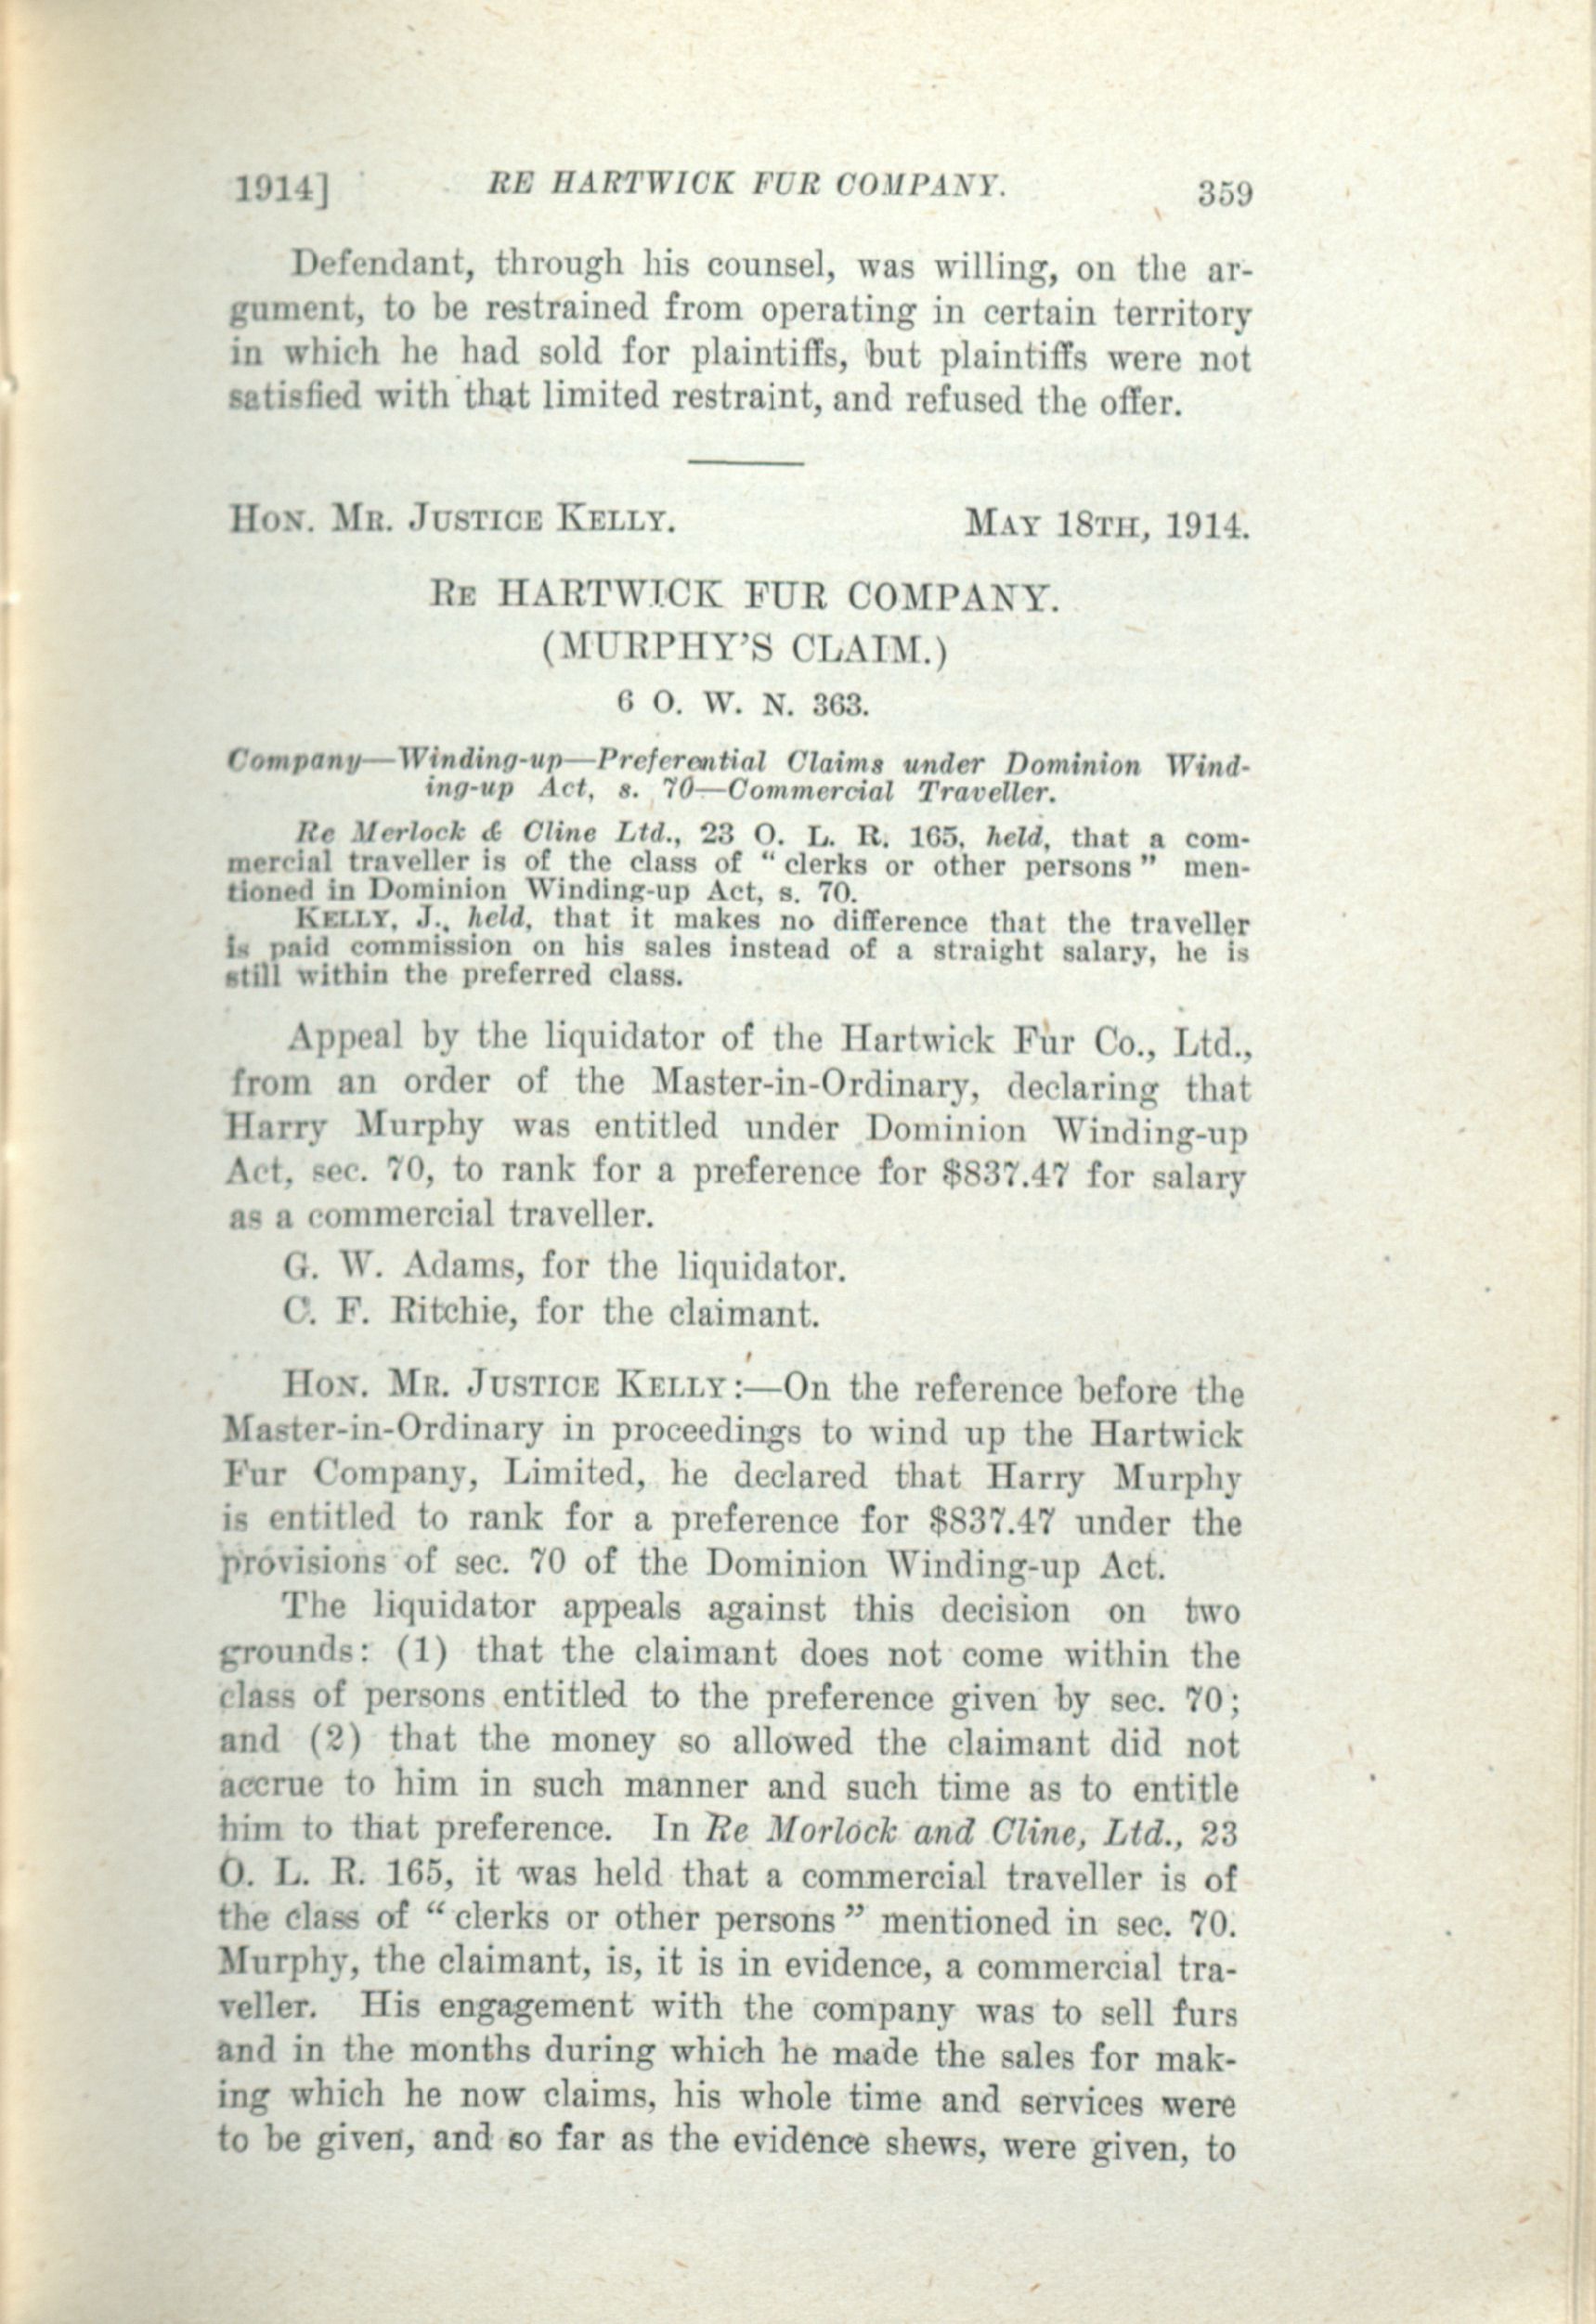 1914] RE HARTWICK FUR COMPANY. 359
Defendant, through his counsel, was willing, on the ar-
gument, to be restrained from operating in certain territory
in which he had sold for plaintiffs, but plaintiffs were not
satisfied with that limited restraint, and refused the offer.
Hon. Mr. Justice Kelly. May 18th, 1914.
Re HARTWICK FUR COMPANY.
(MURPHY'S CLAIM.)
6 O. W. N. 363.
Company—Winding-up—Preferential Claims under Dominion Wind-
ing-up Act, s. 70—Commercial Traveller.
Re Merlock & Cline Ltd., 23 O. L. R. 165, held, that a com-
mercial traveller is of the class of "clerks or other persons" men-
tioned in Dominion Winding-up Act, s. 70.
Kelly, J., held, that it makes no difference that the traveller
is paid commission on his sales instead of a straight salary, he is
still within the preferred class.
Appeal by the liquidator of the Hartwick Fur Co., Ltd.,
from an order of the Master-in-Ordinary, declaring that
Harry Murphy was entitled under Dominion Winding-up
Act, sec. 70, to rank for a preference for $837.47 for salary
as a commercial traveller.
G. W. Adams, for the liquidator.
C. F. Ritchie, for the claimant.
Hon. Mr. Justice Kelly:—On the reference before the
Master-in-Ordinary in proceedings to wind up the Hartwick
Fur Company, Limited, he declared that Harry Murphy
is entitled to rank for a preference for $837.47 under the
provisions of sec. 70 of the Dominion Winding-up Act.
The liquidator appeals against this decision on two
grounds: (1) that the claimant does not come within the
class of persons entitled to the preference given by sec. 70;
and (2) that the money so allowed the claimant did not
accrue to him in such manner and such time as to entitle
him to that preference. In Re Morlock and Cline, Ltd., 23
O. L. R. 165, it was held that a commercial traveller is of
the class of "clerks or other persons" mentioned in sec. 70.
Murphy, the claimant, is, it is in evidence, a commercial tra-
veller. His engagement with the company was to sell furs
and in the months during which he made the sales for mak-
ing which he now claims, his whole time and services were
to be given, and so far as the evidence shews, were given, to